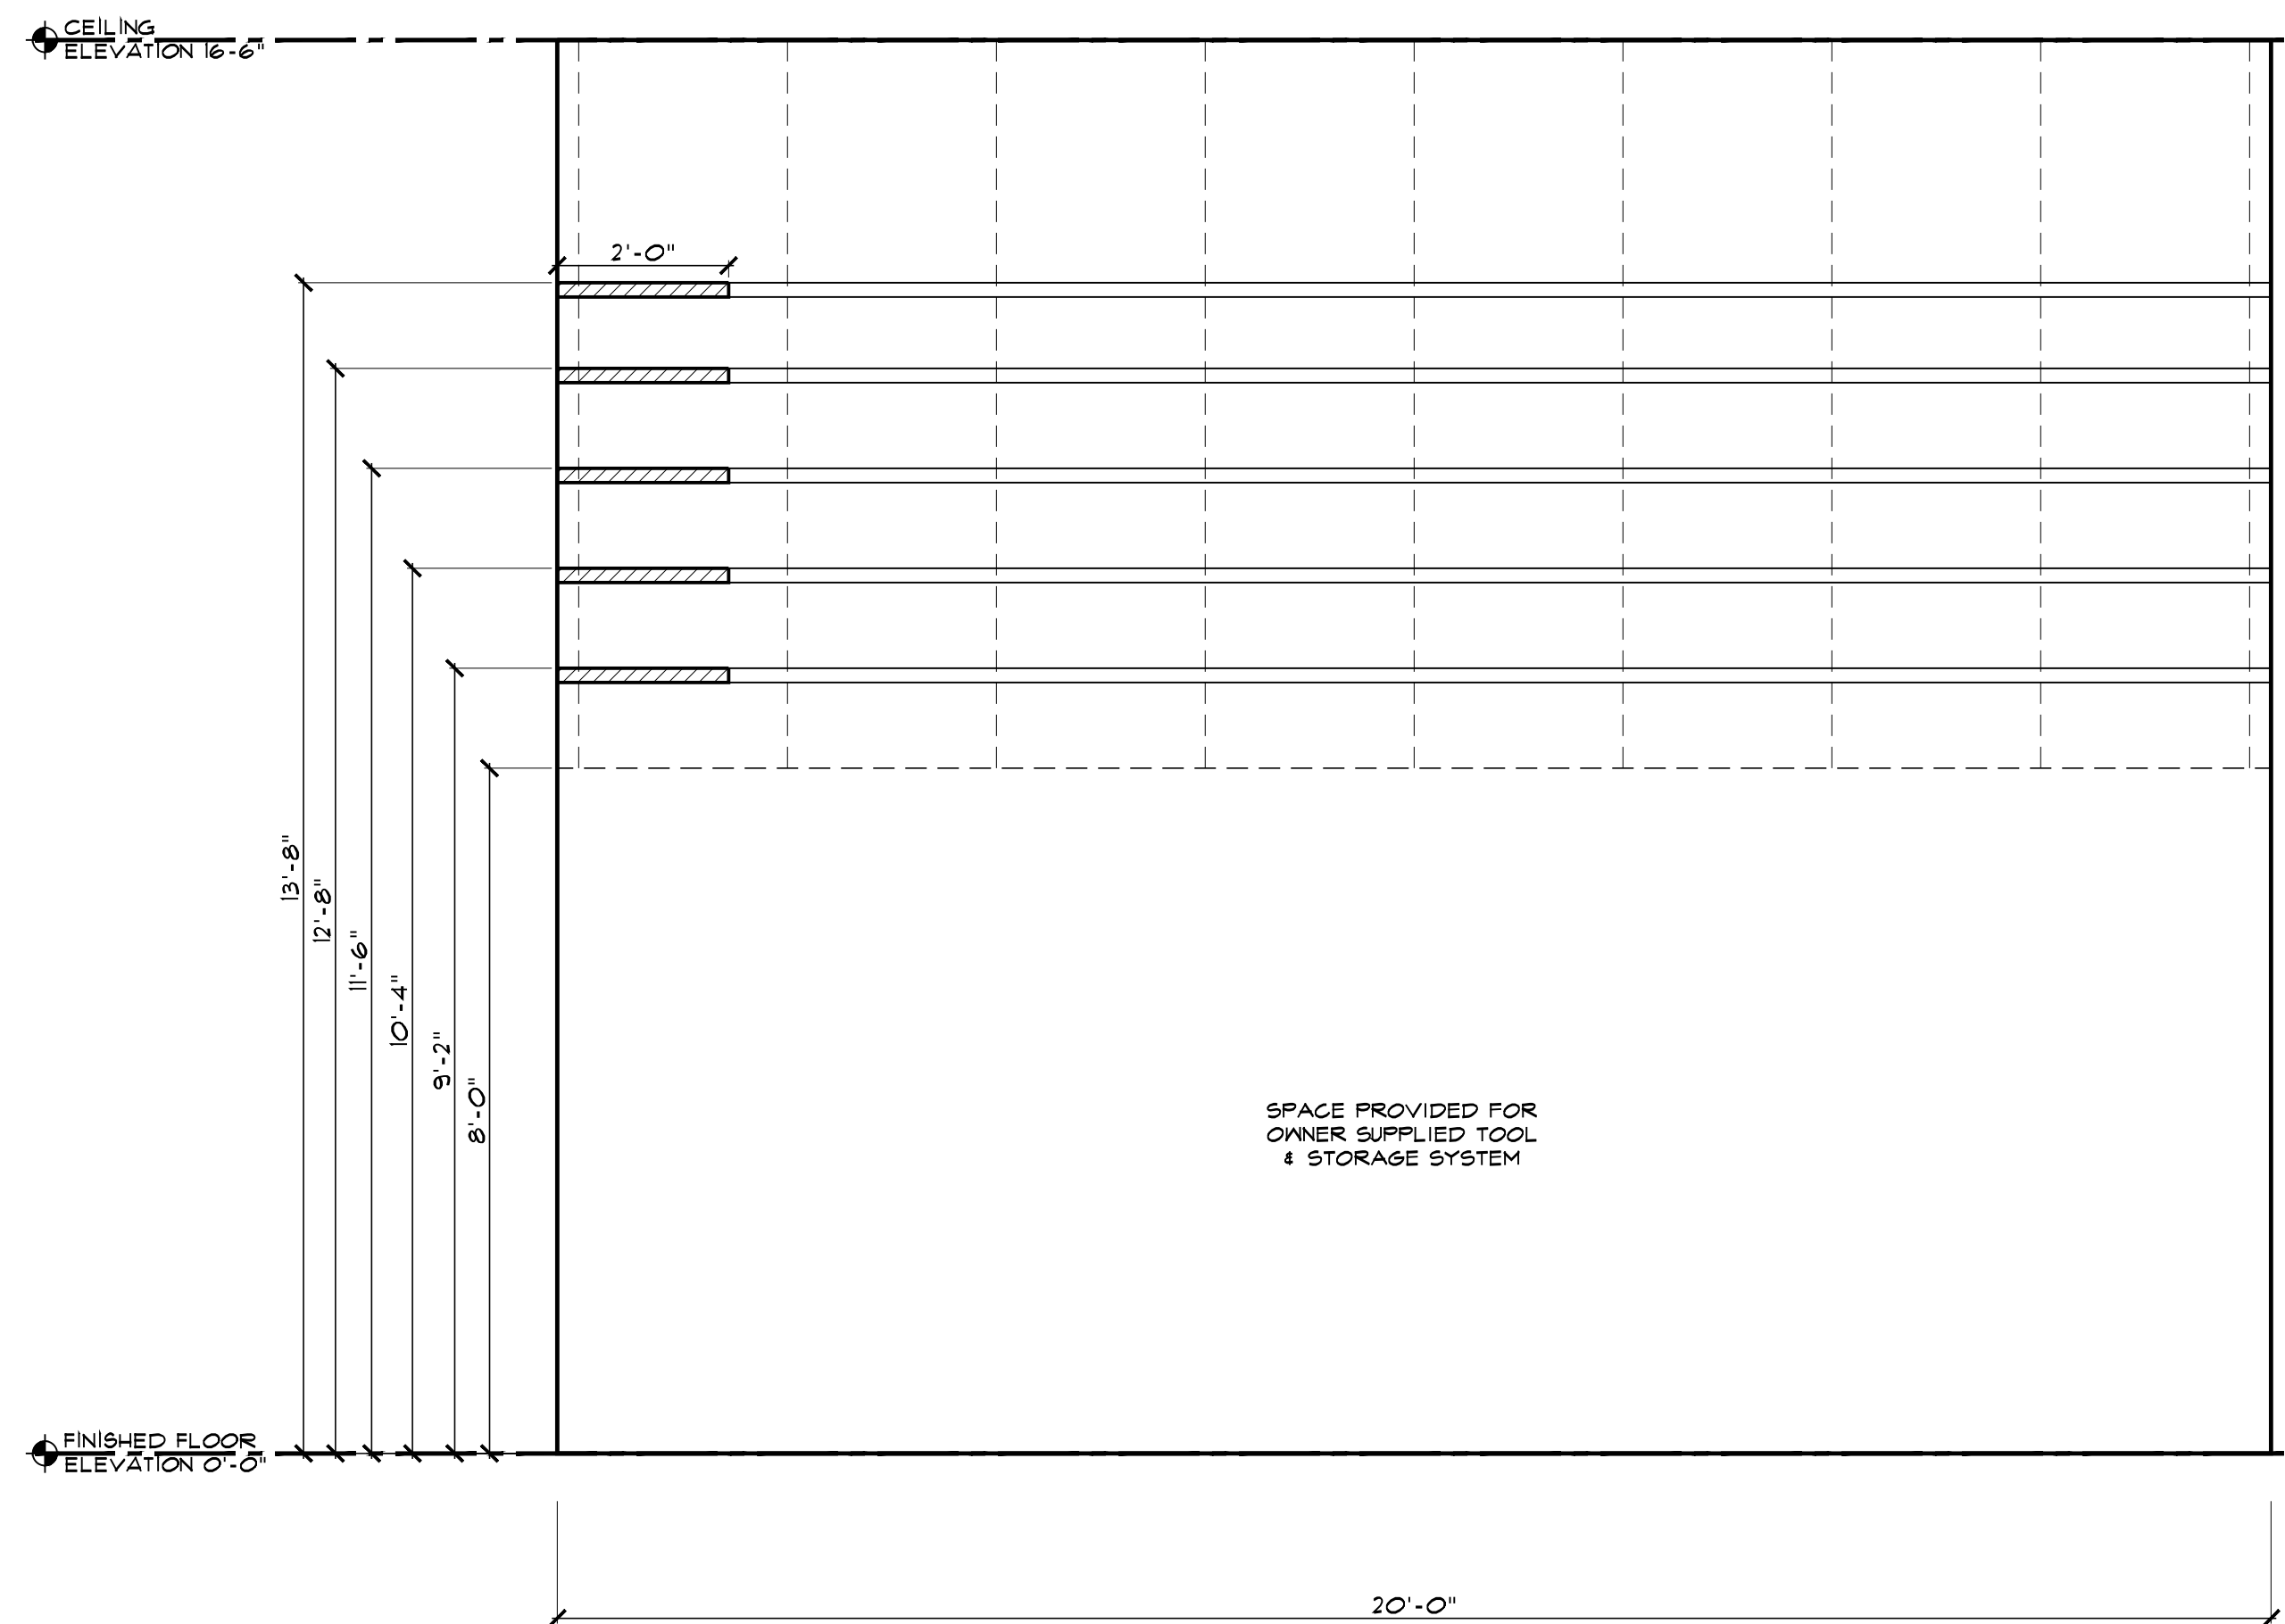 CEILING
ELEVATION 16-6"
2'-0"
13'-8"
12'-8"
11'-6"
10'-4"
9'-2"
8'-0"
SPACE PROVIDED FOR
OWNER SUPPLIED TOOL
& STORAGE SYSTEM
FINISHED FLOOR
ELEVATION 0'-0"
20'-0"